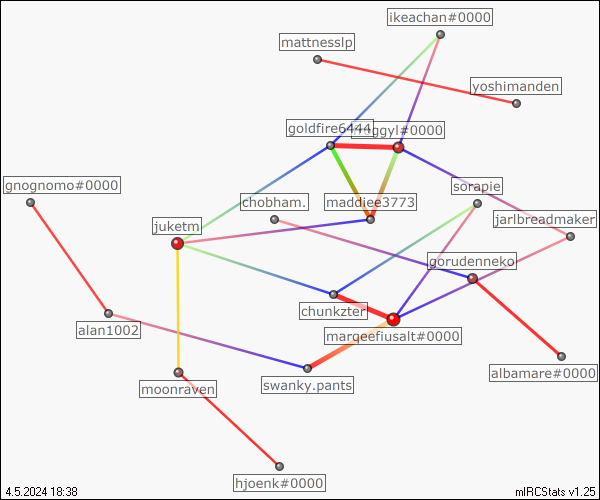 ikeachan#0000
mattnesslp
yoshimanden
goldfire6444
ggyl#0000
gnognomo#0000
sorapie
chobham.
maddiee3773
jarlbreadmaker
juketm
gorudenneko
chunkzter
alan1002
marqeefiusalt#0000
albamare#0000
swanky.pants
moonraven
hjoenk#0000
4.5.2024 18:38
mIRCStats v1.25